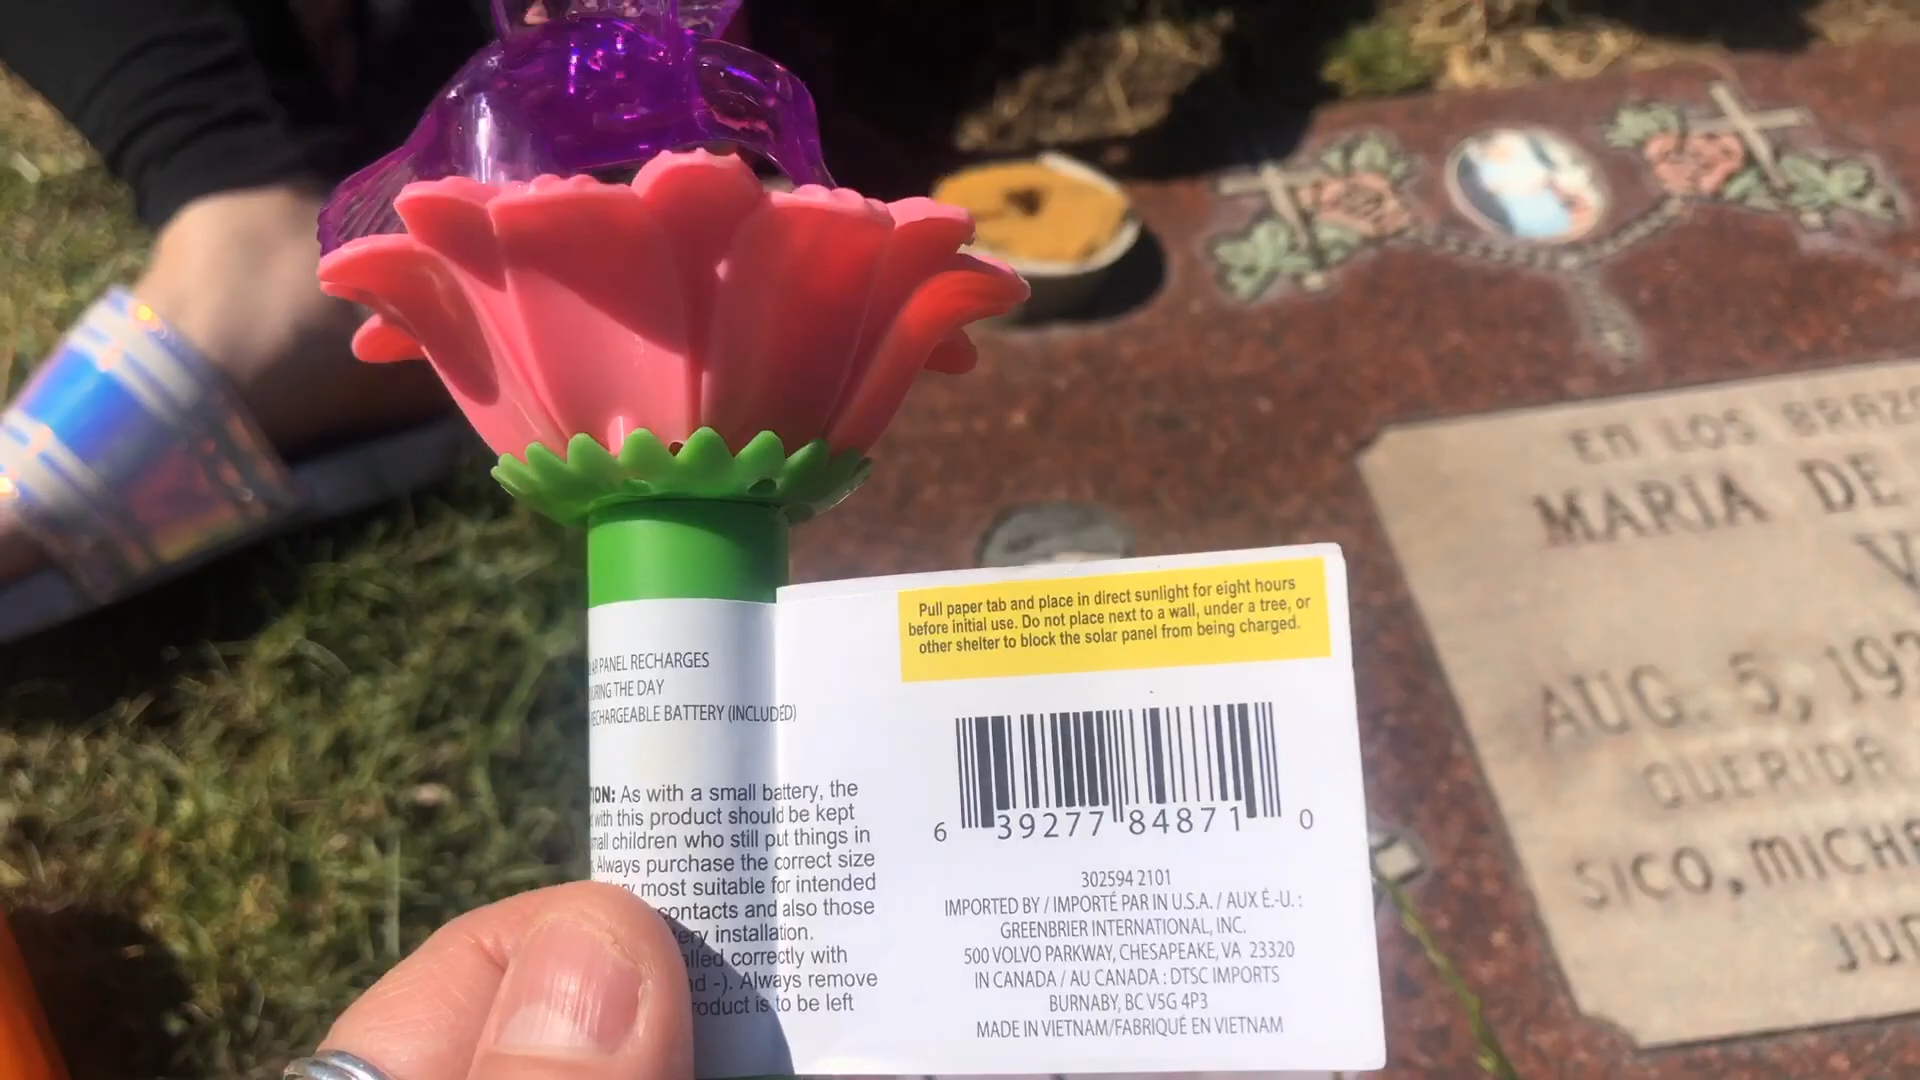 Pull paper tab and place in direct sunlight for eight hours
before initial use. Do not place next to a wall, under a tree, or
other shelter to block the solar panel from being charged.
PANEL RECHARGES
THE DAY
RECHARGEABLE BATTERY (INCLUDED)
As with a small battery, the
with this product should be kept
small children who still put things in
Always purchase the correct size
most suitable for intended
contacts and also those
installation.
correctly with
-). Always remove
product is to be left
6 39277 84871 0
302594 2101
IMPORTED BY / IMPORTÉ PAR IN U.S.A. / AUX É.-U. :
GREENBRIER INTERNATIONAL, INC.
500 VOLVO PARKWAY, CHESAPEAKE, VA 23320
IN CANADA / AU CANADA : DTSC IMPORTS
BURNABY, BC V5G 4P3
MADE IN VIETNAM/FABRIQUÉ EN VIETNAM
EN LOS
MARIA DE
AUG. 5,
QUERIDA
SICO,